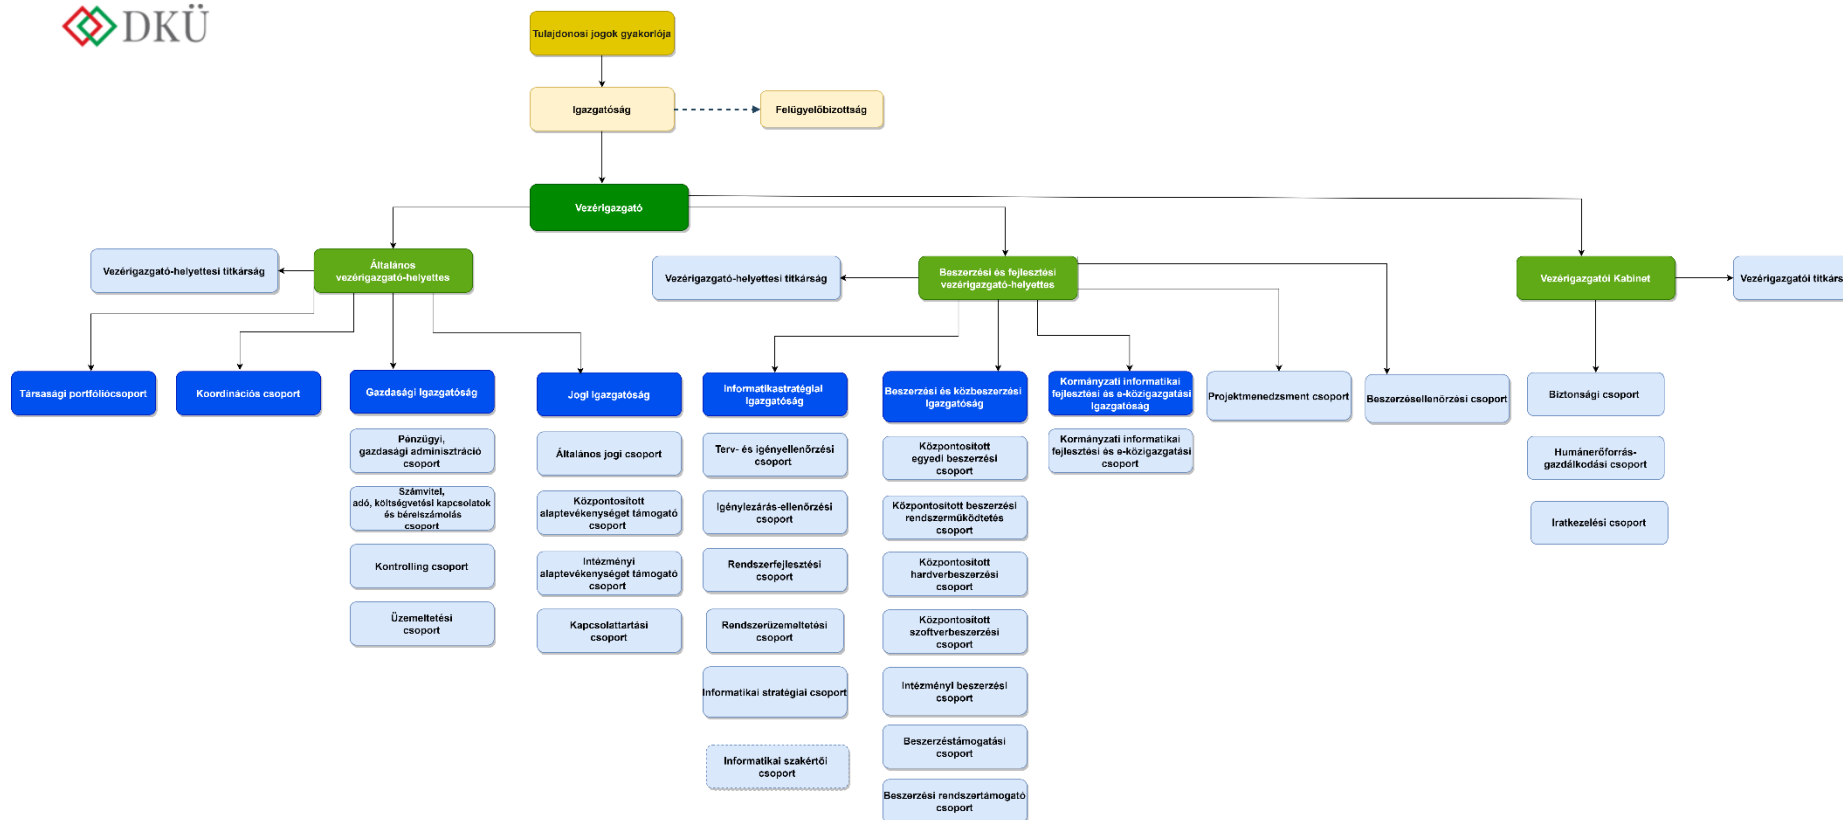 DKÜ
Tulajdonosi jogok gyakorlója
Igazgatóság
Felügyelőbizottság
Vezérigazgató
Vezérigazgató-helyettesi titkárság
Általános
vezérigazgató-helyettes
Vezérigazgató-helyettesi titkárság
Beszerzési és fejlesztési
vezérigazgató-helyettes
Vezérigazgatói Kabinet
Vezérigazgatói
Társasági portfóliócsoport
Koordinációs csoport
Gazdasági Igazgatóság
Pénzügyi,
gazdasági adminisztráció
csoport
Számvitel,
adó, költségvetési kapcsolatok
és bérelszámolás
csoport
Kontrolling csoport
Üzemeltetési
csoport
Jogi Igazgatóság
Általános jogi csoport
Központosított
alaptevékenységet támogató
csoport
Intézményi
alaptevékenységet támogató
csoport
Kapcsolattartási
csoport
Informatikastratégiai
Igazgatóság
Terv- és igényellenőrzési
csoport
Igénylezárás-ellenőrzési
csoport
Rendszerfejlesztési
csoport
Rendszerüzemeltetési
csoport
Informatikai stratégiai csoport
Informatikai szakértői
csoport
Beszerzési és közbeszerzési
Igazgatóság
Központosított
egyedi beszerzési
csoport
Központosított beszerzési
rendszerműködtetés
csoport
Központosított
hardverbeszerzési
csoport
Központosított
szoftverbeszerzési
csoport
Intézményi beszerzési
csoport
Beszerzéstámogatási
csoport
Beszerzési rendszertámogató
csoport
Kormányzati informatikai
fejlesztési és e-közigazgatási
Igazgatóság
Kormányzati informatikai
fejlesztési és e-közigazgatási
csoport
Projektmenedzsment csoport
Beszerzésellenőrzési csoport
Biztonsági csoport
Humánerőforrás-
gazdálkodási csoport
Iratkezelési csoport